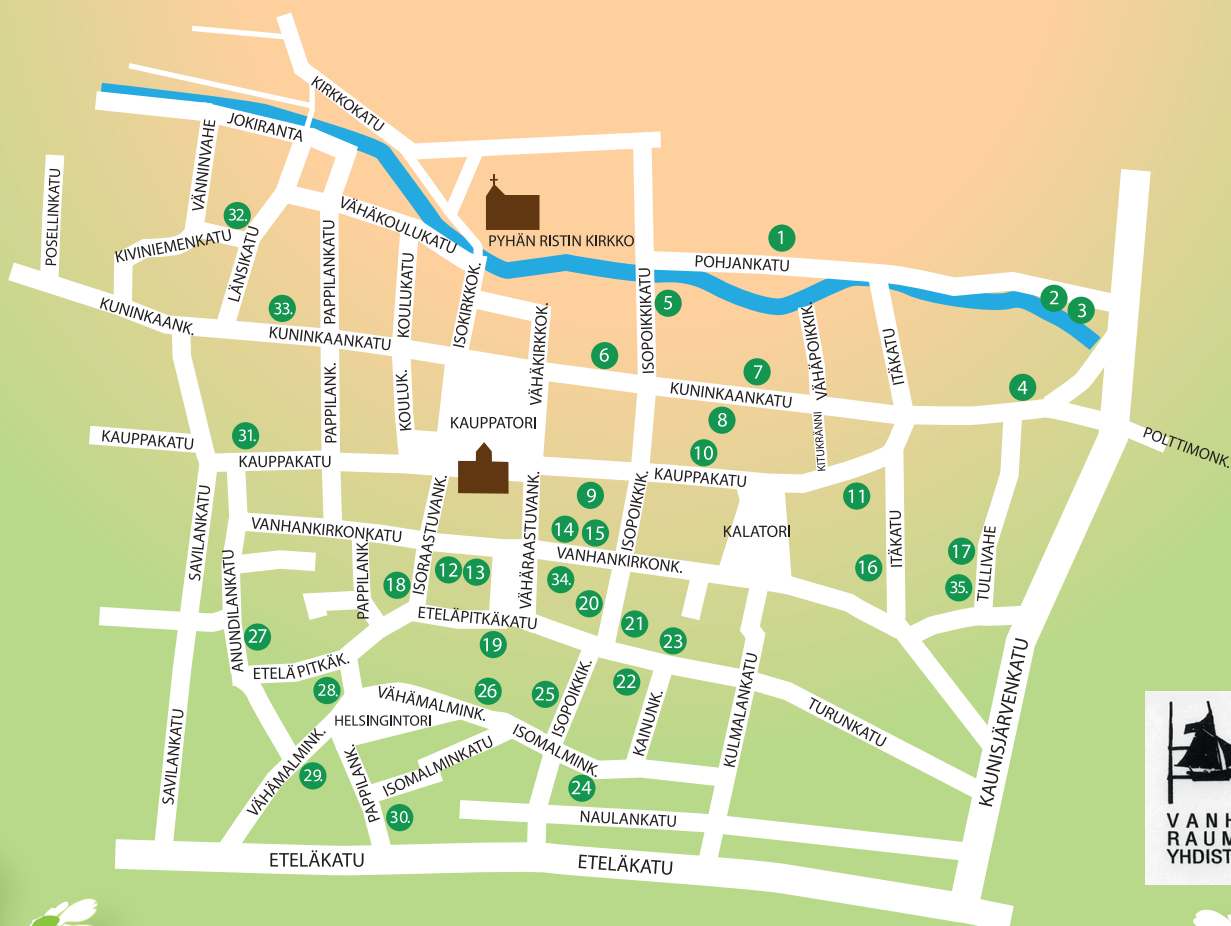 KIRKKOKATU
JOKIRANTA
VÄNNINVAHE
POSELLINKATU
32.
KIVINIEMENKATU
LÄNSIKATU
VÄHÄKOULUKATU
PAPPILANKATU
KOULUKATU
PYHÄN RISTIN KIRKKO
ISOKIRKKOK.
1
POHJANKATU
ISOPOIKKIKATU
5
2
3
VÄHÄPOIKKIK.
ITÄKATU
KUNINKAANK.
33.
KUNINKAANKATU
VÄHÄKIRKKOK.
6
7
KUNINKAANKATU
4
PAPPILANK.
KOULUK.
KAUPPATORI
8
KITUKRÄNNI
POLTTIMONK.
KAUPPAKATU
31.
KAUPPAKATU
10
KAUPPAKATU
ISORAASTUVANK.
VÄHÄRAASTUVANK.
9
ISOPOIKKIK.
11
SAVILANKATU
VANHANKIRKONKATU
14
15
KALATORI
ITÄKATU
VANHANKIRKONK.
ANUNDILANKATU
PAPPILANK.
18
12
13
34.
20
16
17
35.
TULLIVAHE
ETELÄPITKÄKATU
27
19
21
23
ETELÄPITKÄK.
28.
VÄHÄMALMINK.
26
25
ISOPOIKKIK.
22
KAINUNK.
KULMALANKATU
TURUNKATU
KAUNISJÄRVENKATU
HELSINGINTORI
ISOMALMINK.
SAVILANKATU
VÄHÄMALMINK.
29.
PAPPILANK.
ISOMALMINKATU
24
30.
NAULANKATU
ETELÄKATU
ETELÄKATU
VANH
RAUM
YHDIST